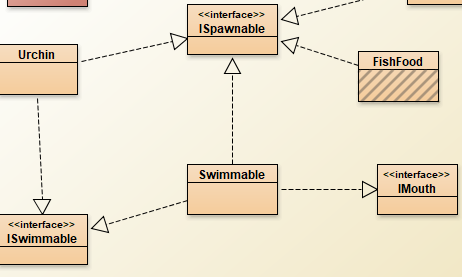 <<interface>>
ISpawnable
Urchin
FishFood
Swimmable
<<interface>>
IMouth
<<interface>>
ISwimmable